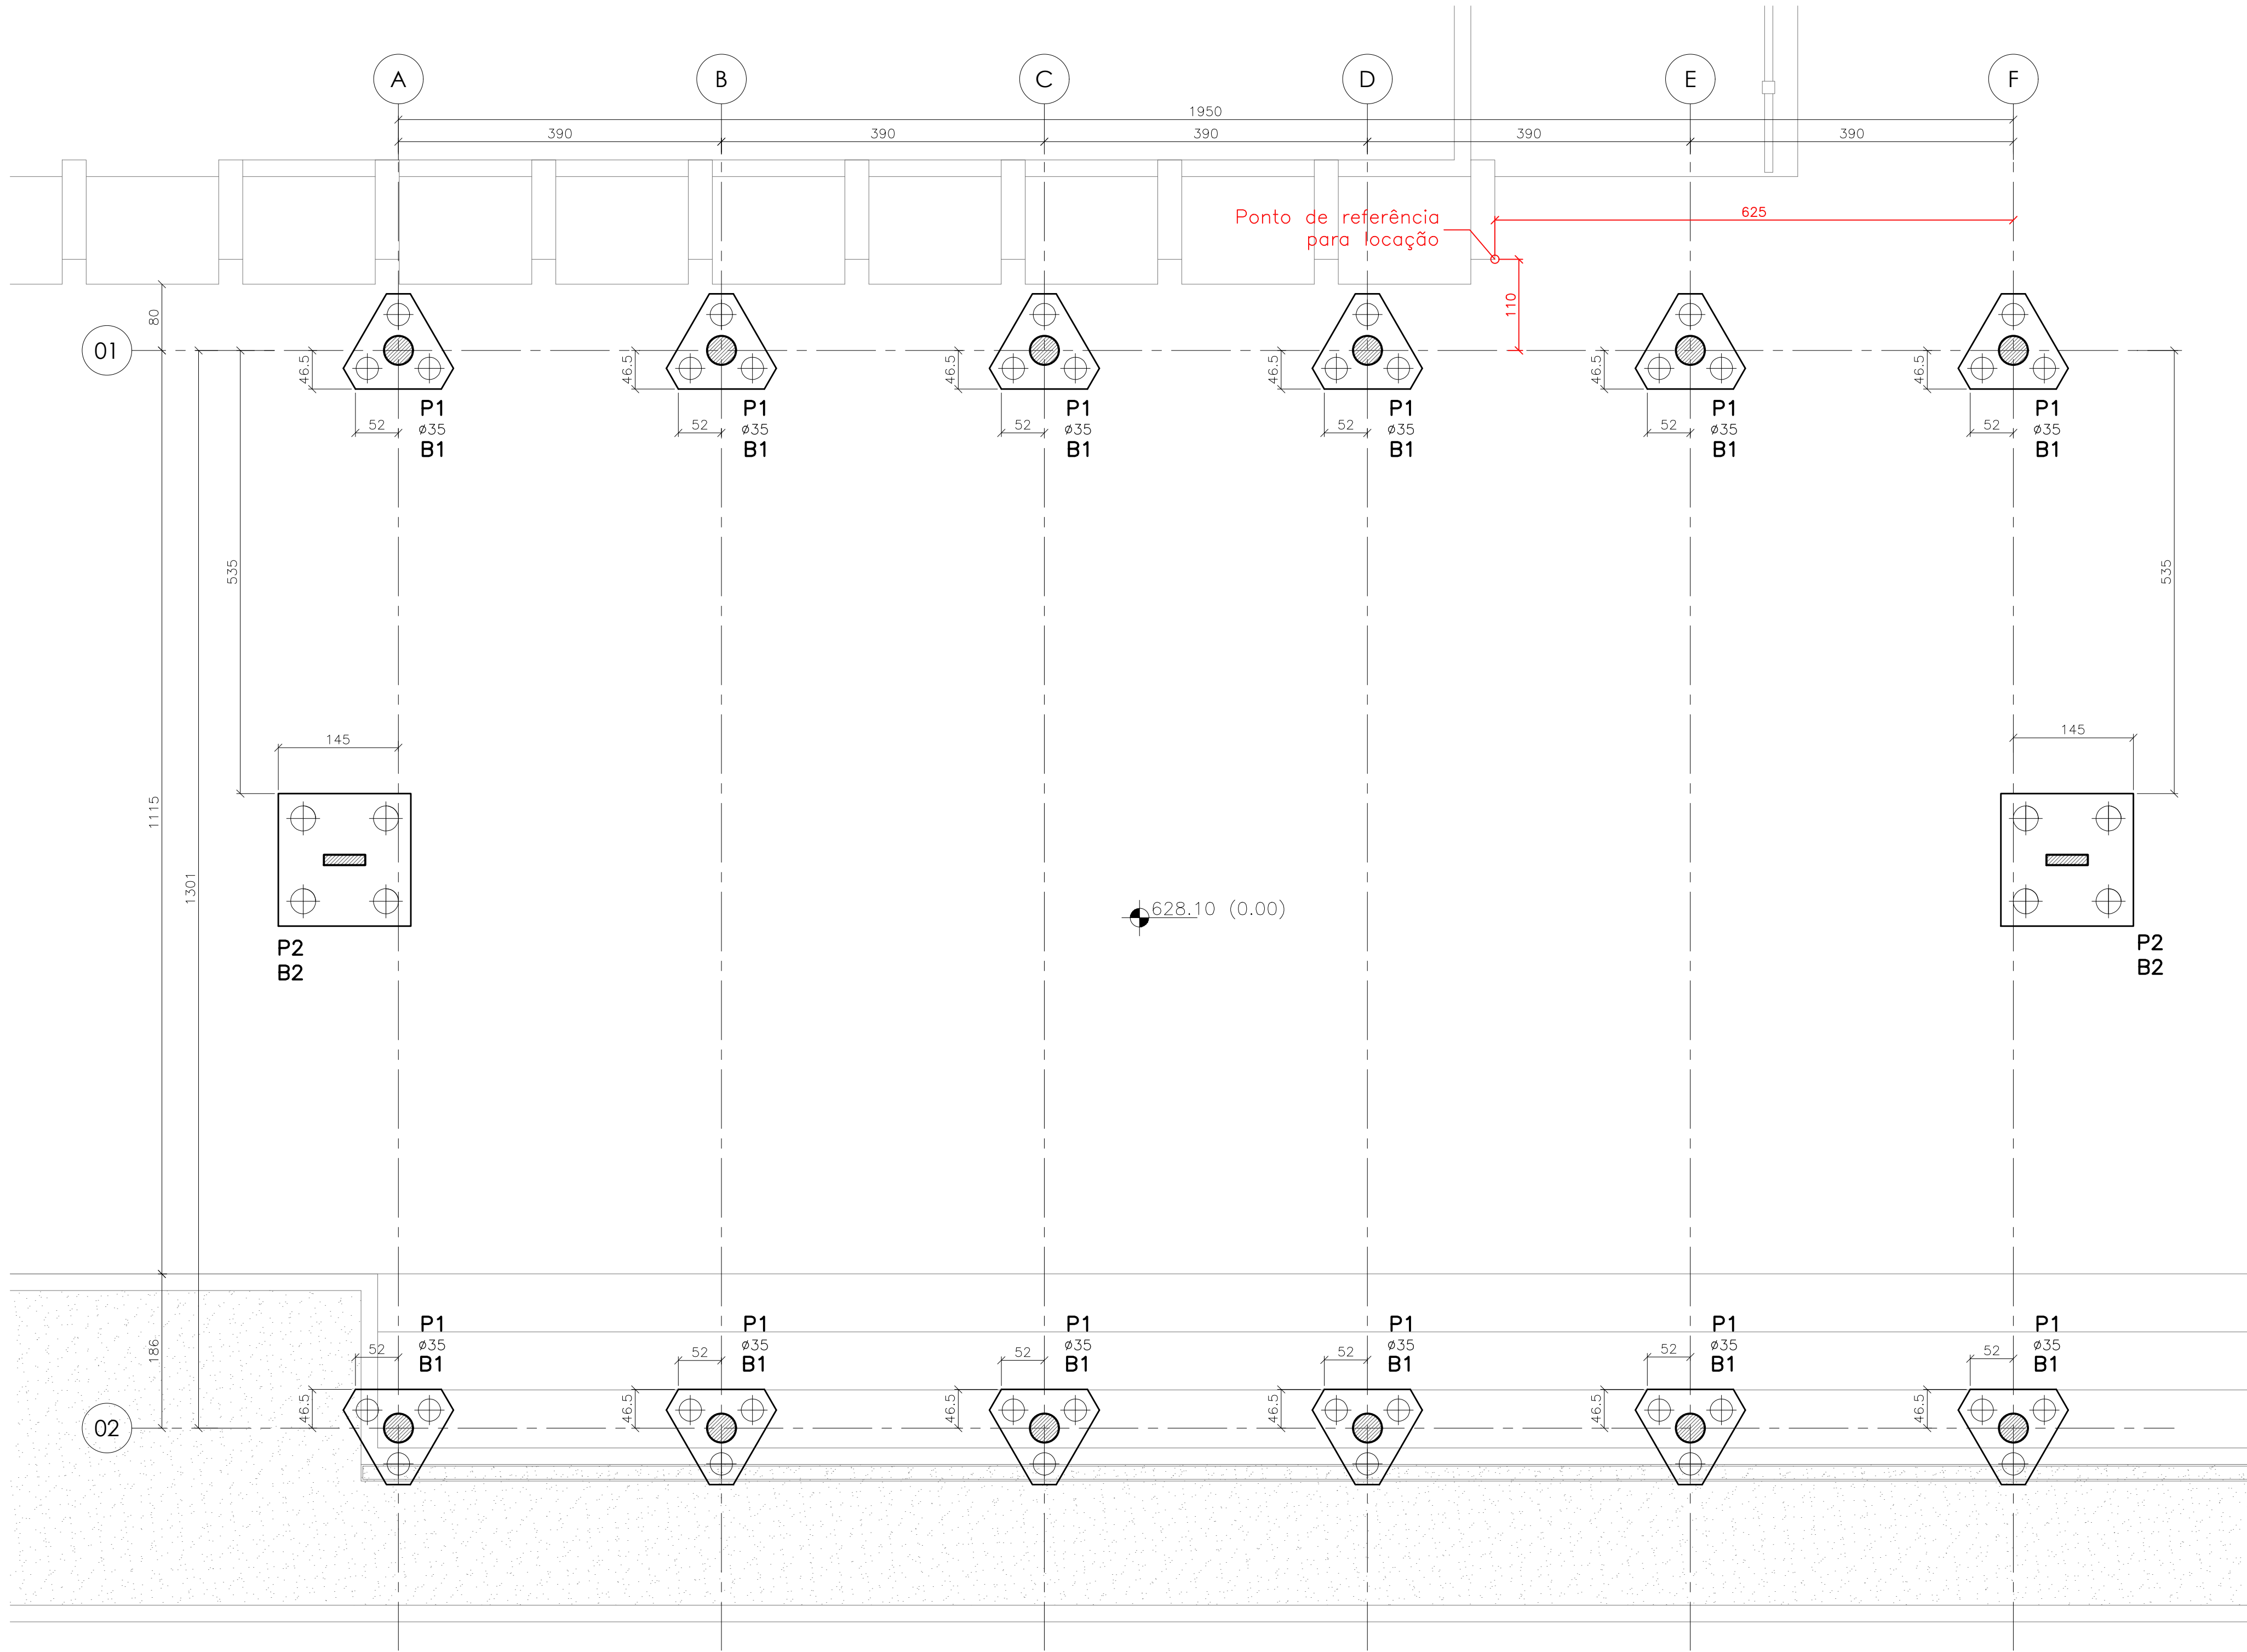 A
B
C
D
E
F
1950
390
390
390
390
390
Ponto de referência
para locação
625
110
80
01
46.5
46.5
46.5
46.5
46.5
46.5
52
P1
ø35
B1
52
P1
ø35
B1
52
P1
ø35
B1
52
P1
ø35
B1
52
P1
ø35
B1
52
P1
ø35
B1
535
535
145
145
1115
1301
628.10 (0.00)
P2
B2
P2
B2
186
P1
ø35
B1
52
P1
ø35
B1
52
P1
ø35
B1
52
P1
ø35
B1
52
P1
ø35
B1
52
P1
ø35
B1
52
46.5
46.5
46.5
46.5
46.5
46.5
02